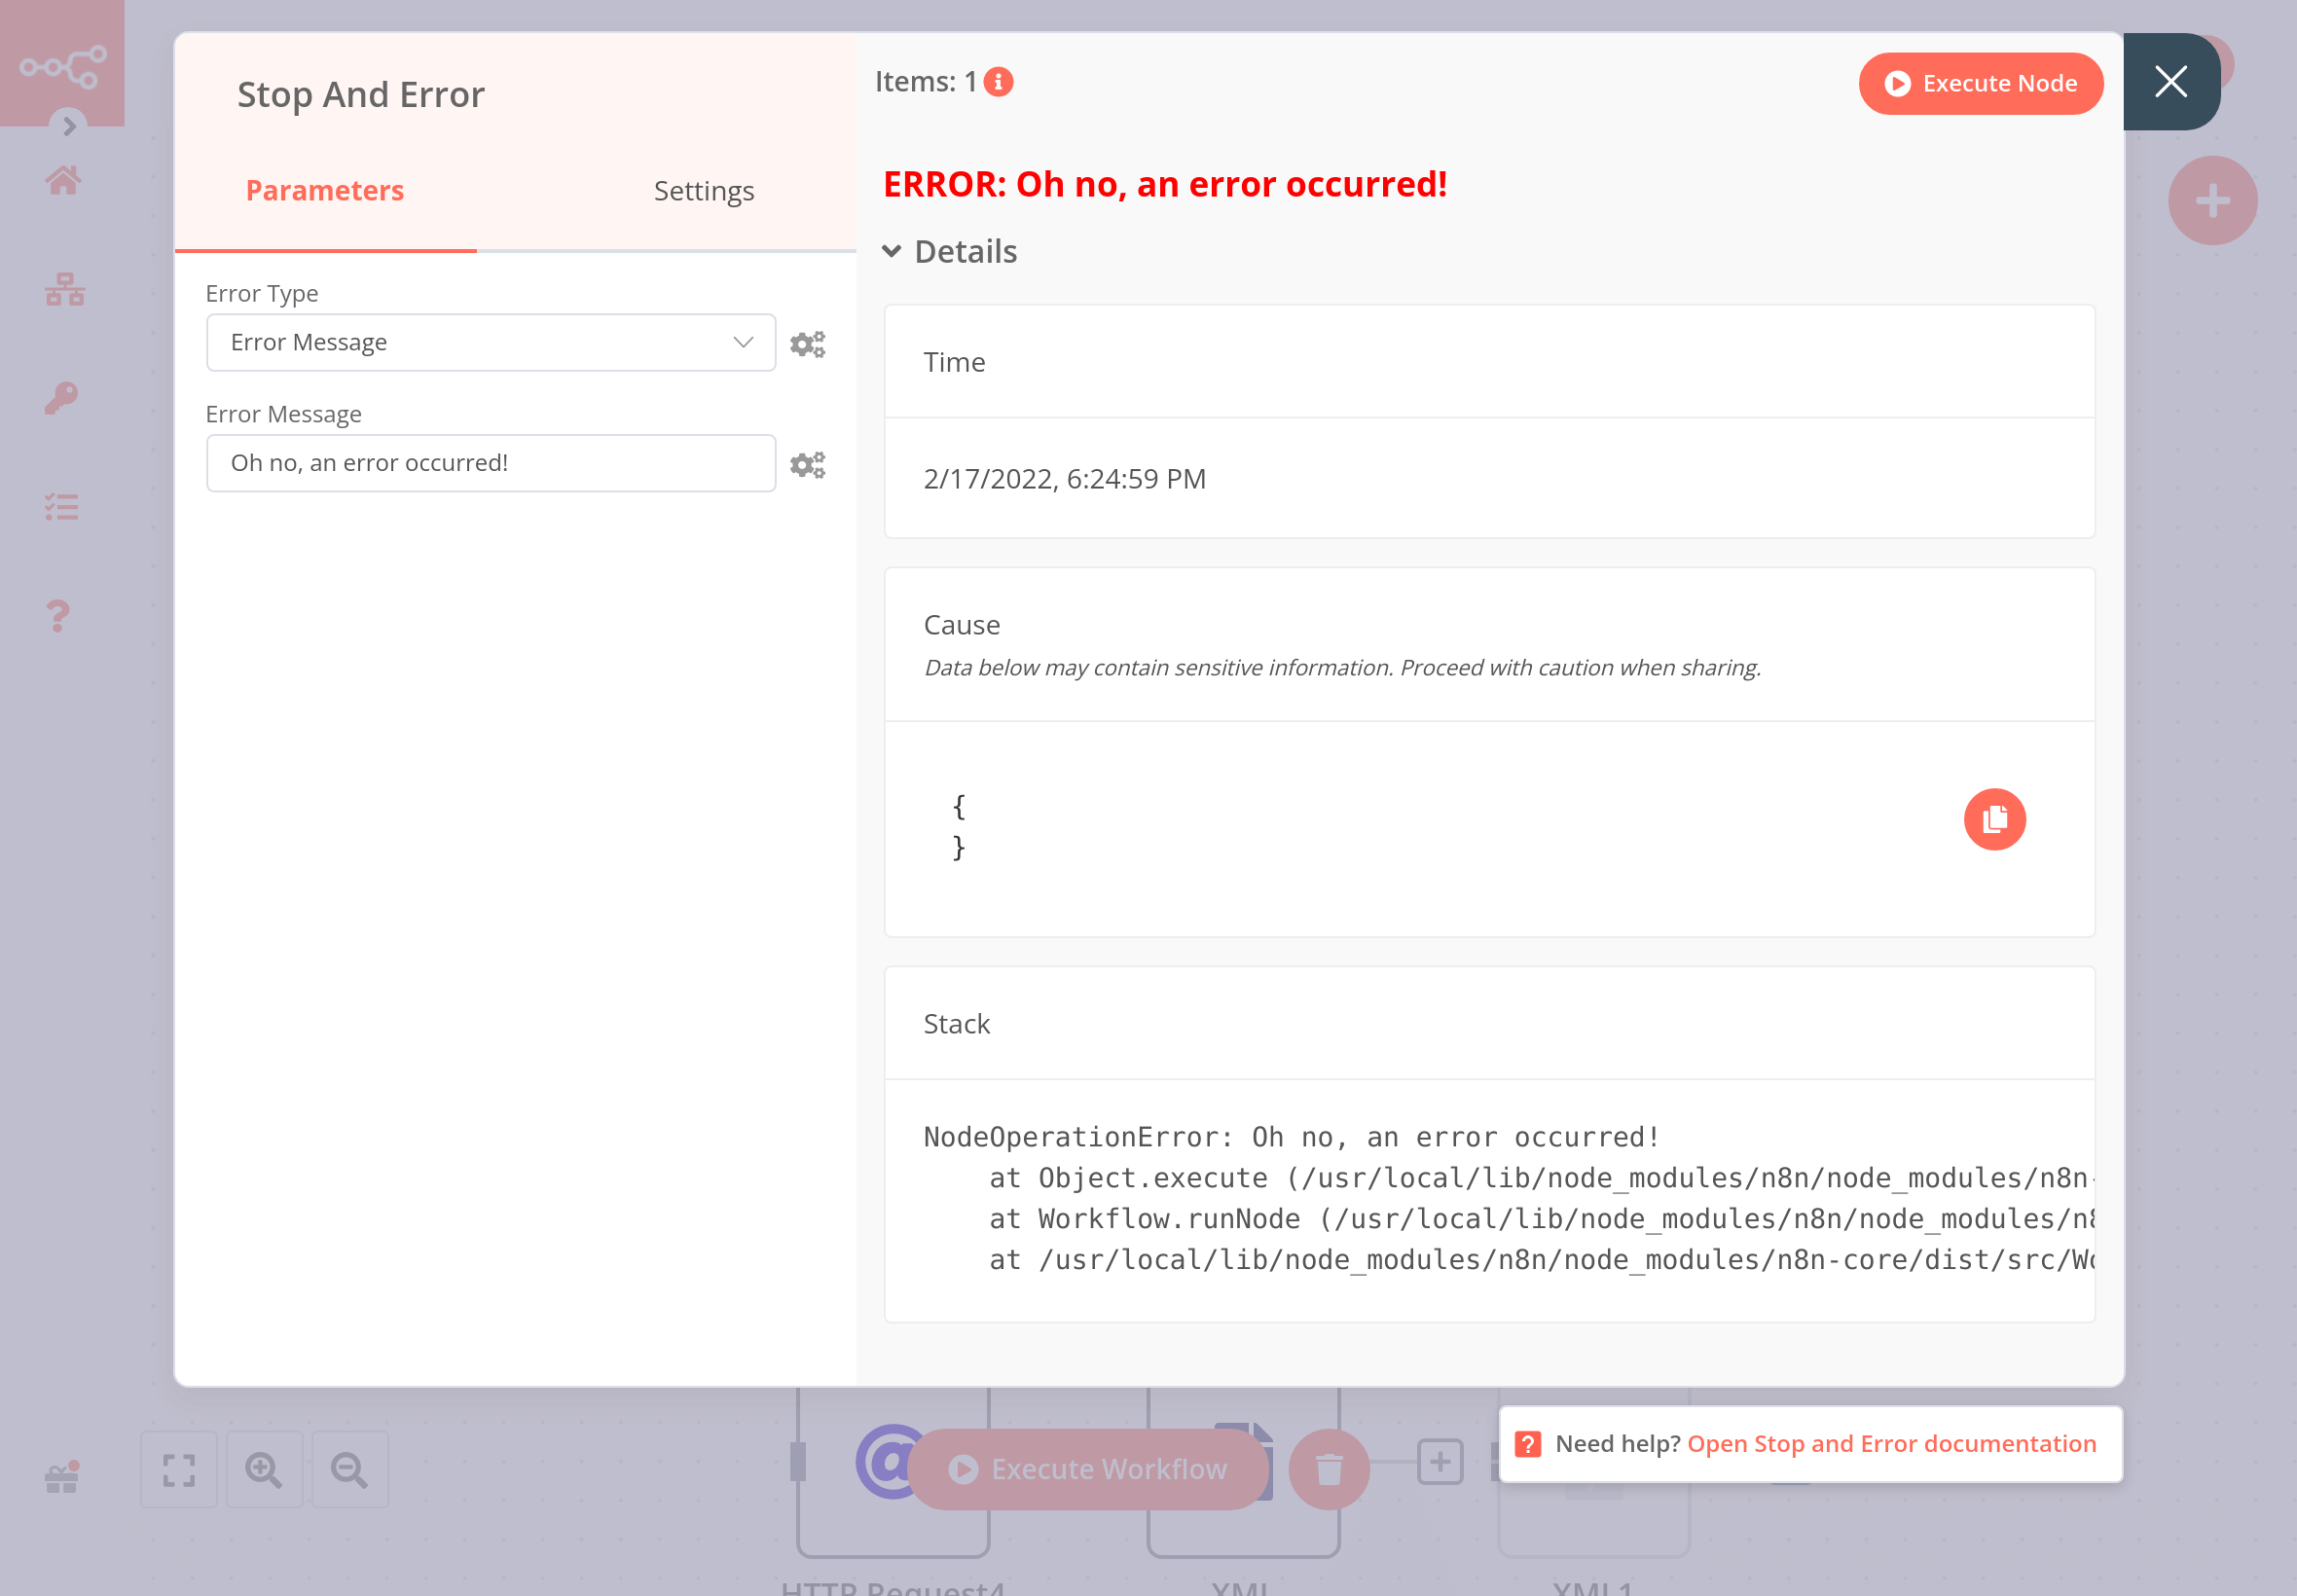 Stop And Error
Parameters
Settings
Error Type
Error Message
Error Message
Oh no, an error occurred!
Items: 1
Execute Node
ERROR: Oh no, an error occurred!
Details
Time
2/17/2022, 6:24:59 PM
Cause
Data below may contain sensitive information. Proceed with caution when sharing.
{
}
Stack
NodeOperationError: Oh no, an error occurred!
at Object.execute (/usr/local/lib/node_modules/n8n/node_modules/n8n-
at Workflow.runNode (/usr/local/lib/node_modules/n8n/node_modules/n8
at /usr/local/lib/node_modules/n8n/node_modules/n8n-core/dist/src/Wo
Need help? Open Stop and Error documentation
Execute Workflow
HTTP Request4
XML
XML1